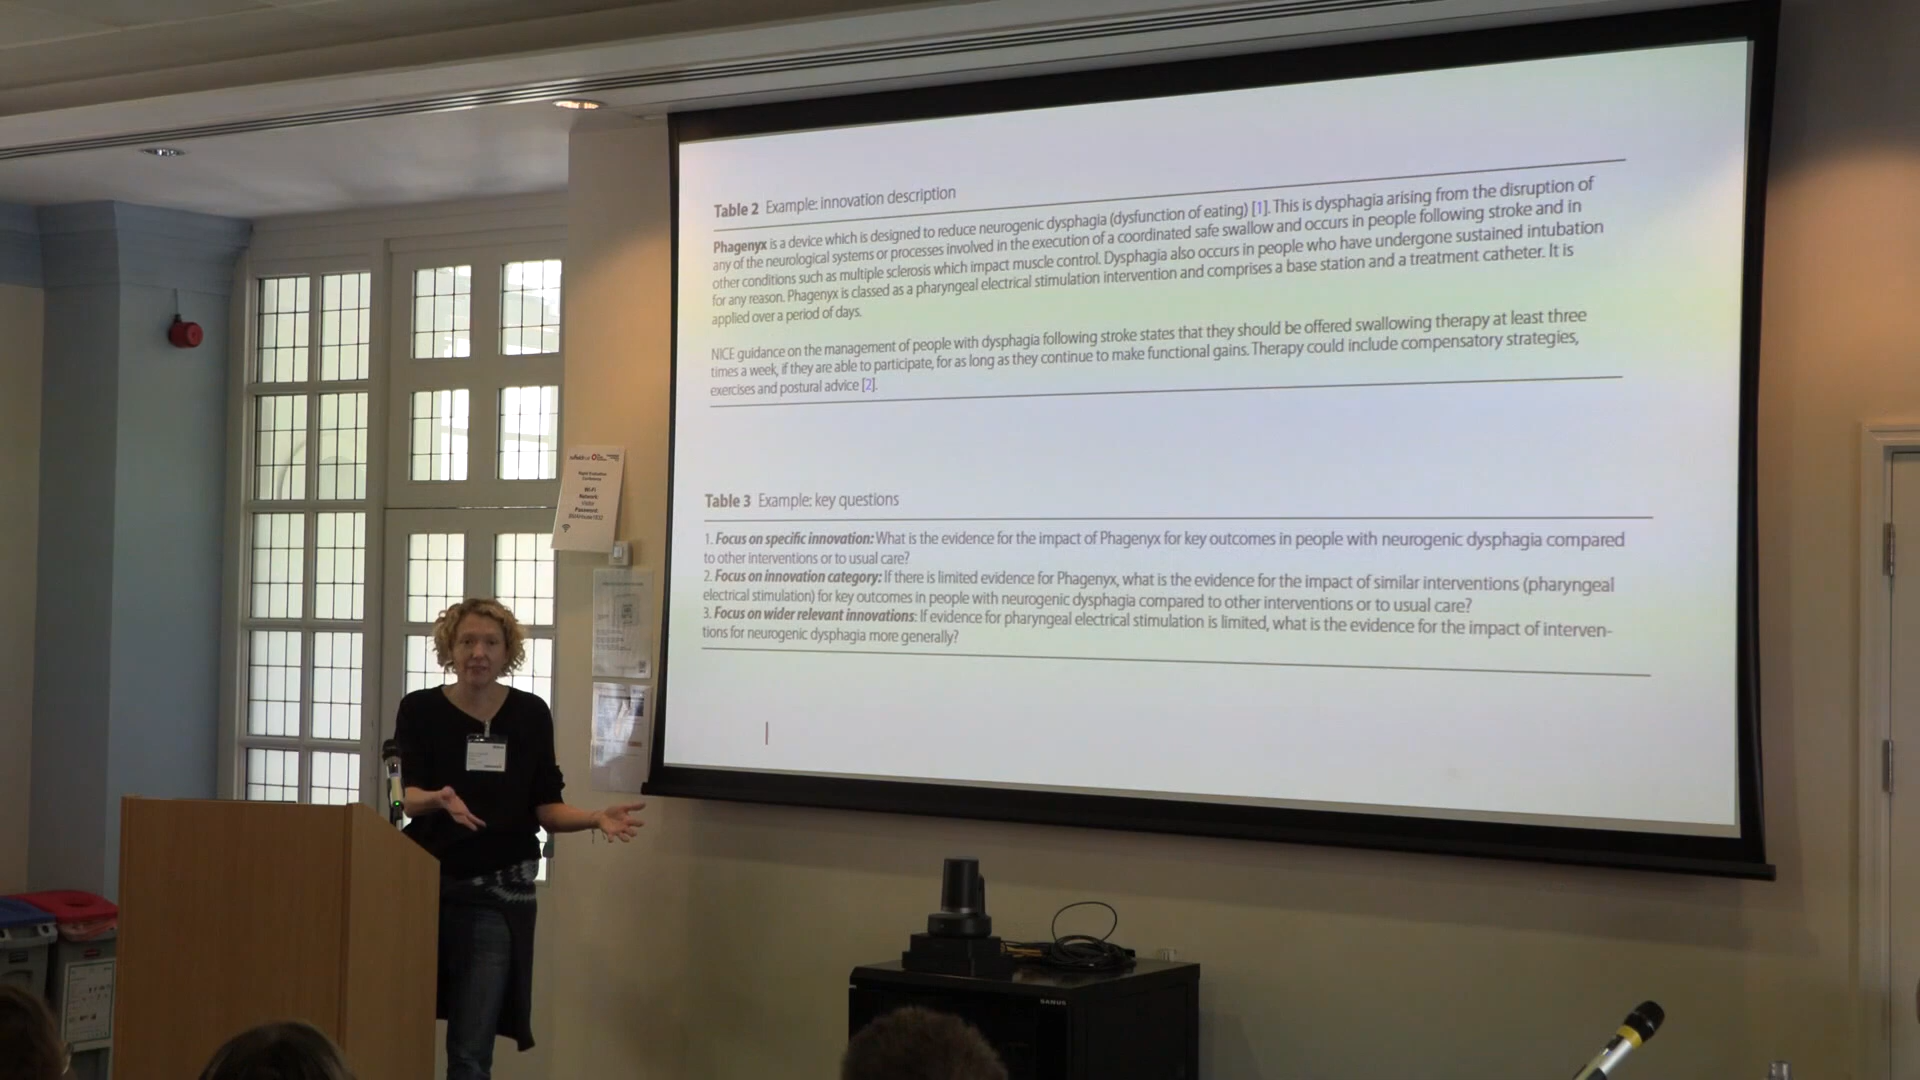 Table 2 Example: innovation description
Phagenyx is a device which is designed to reduce neurogenic dysphagia (dysfunction of eating) [1]. This is dysphagia arising from the disruption of
any of the neurological systems or processes involved in the execution of a coordinated safe swallow and occurs in people following stroke and in
other conditions such as multiple sclerosis which impact muscle control. Dysphagia also occurs in people who have undergone sustained intubation
for any reason. Phagenyx is classed as a pharyngeal electrical stimulation intervention and comprises a base station and a treatment catheter. It is
applied over a period of days.
NICE guidance on the management of people with dysphagia following stroke states that they should be offered swallowing therapy at least three
times a week, if they are able to participate, for as long as they continue to make functional gains. Therapy could include compensatory strategies,
exercises and postural advice [2].
Table 3 Example: key questions
1. Focus on specific innovation: What is the evidence for the impact of Phagenyx for key outcomes in people with neurogenic dysphagia compared
to other interventions or to usual care?
2. Focus on innovation category: If there is limited evidence for Phagenyx, what is the evidence for the impact of similar interventions (pharyngeal
electrical stimulation) for key outcomes in people with neurogenic dysphagia compared to other interventions or to usual care?
3. Focus on wider relevant innovations: If evidence for pharyngeal electrical stimulation is limited, what is the evidence for the impact of interven-
tions for neurogenic dysphagia more generally?
Rapid Evaluation
Conference
Wi-Fi
Network:
Visitor
Password:
SANUS